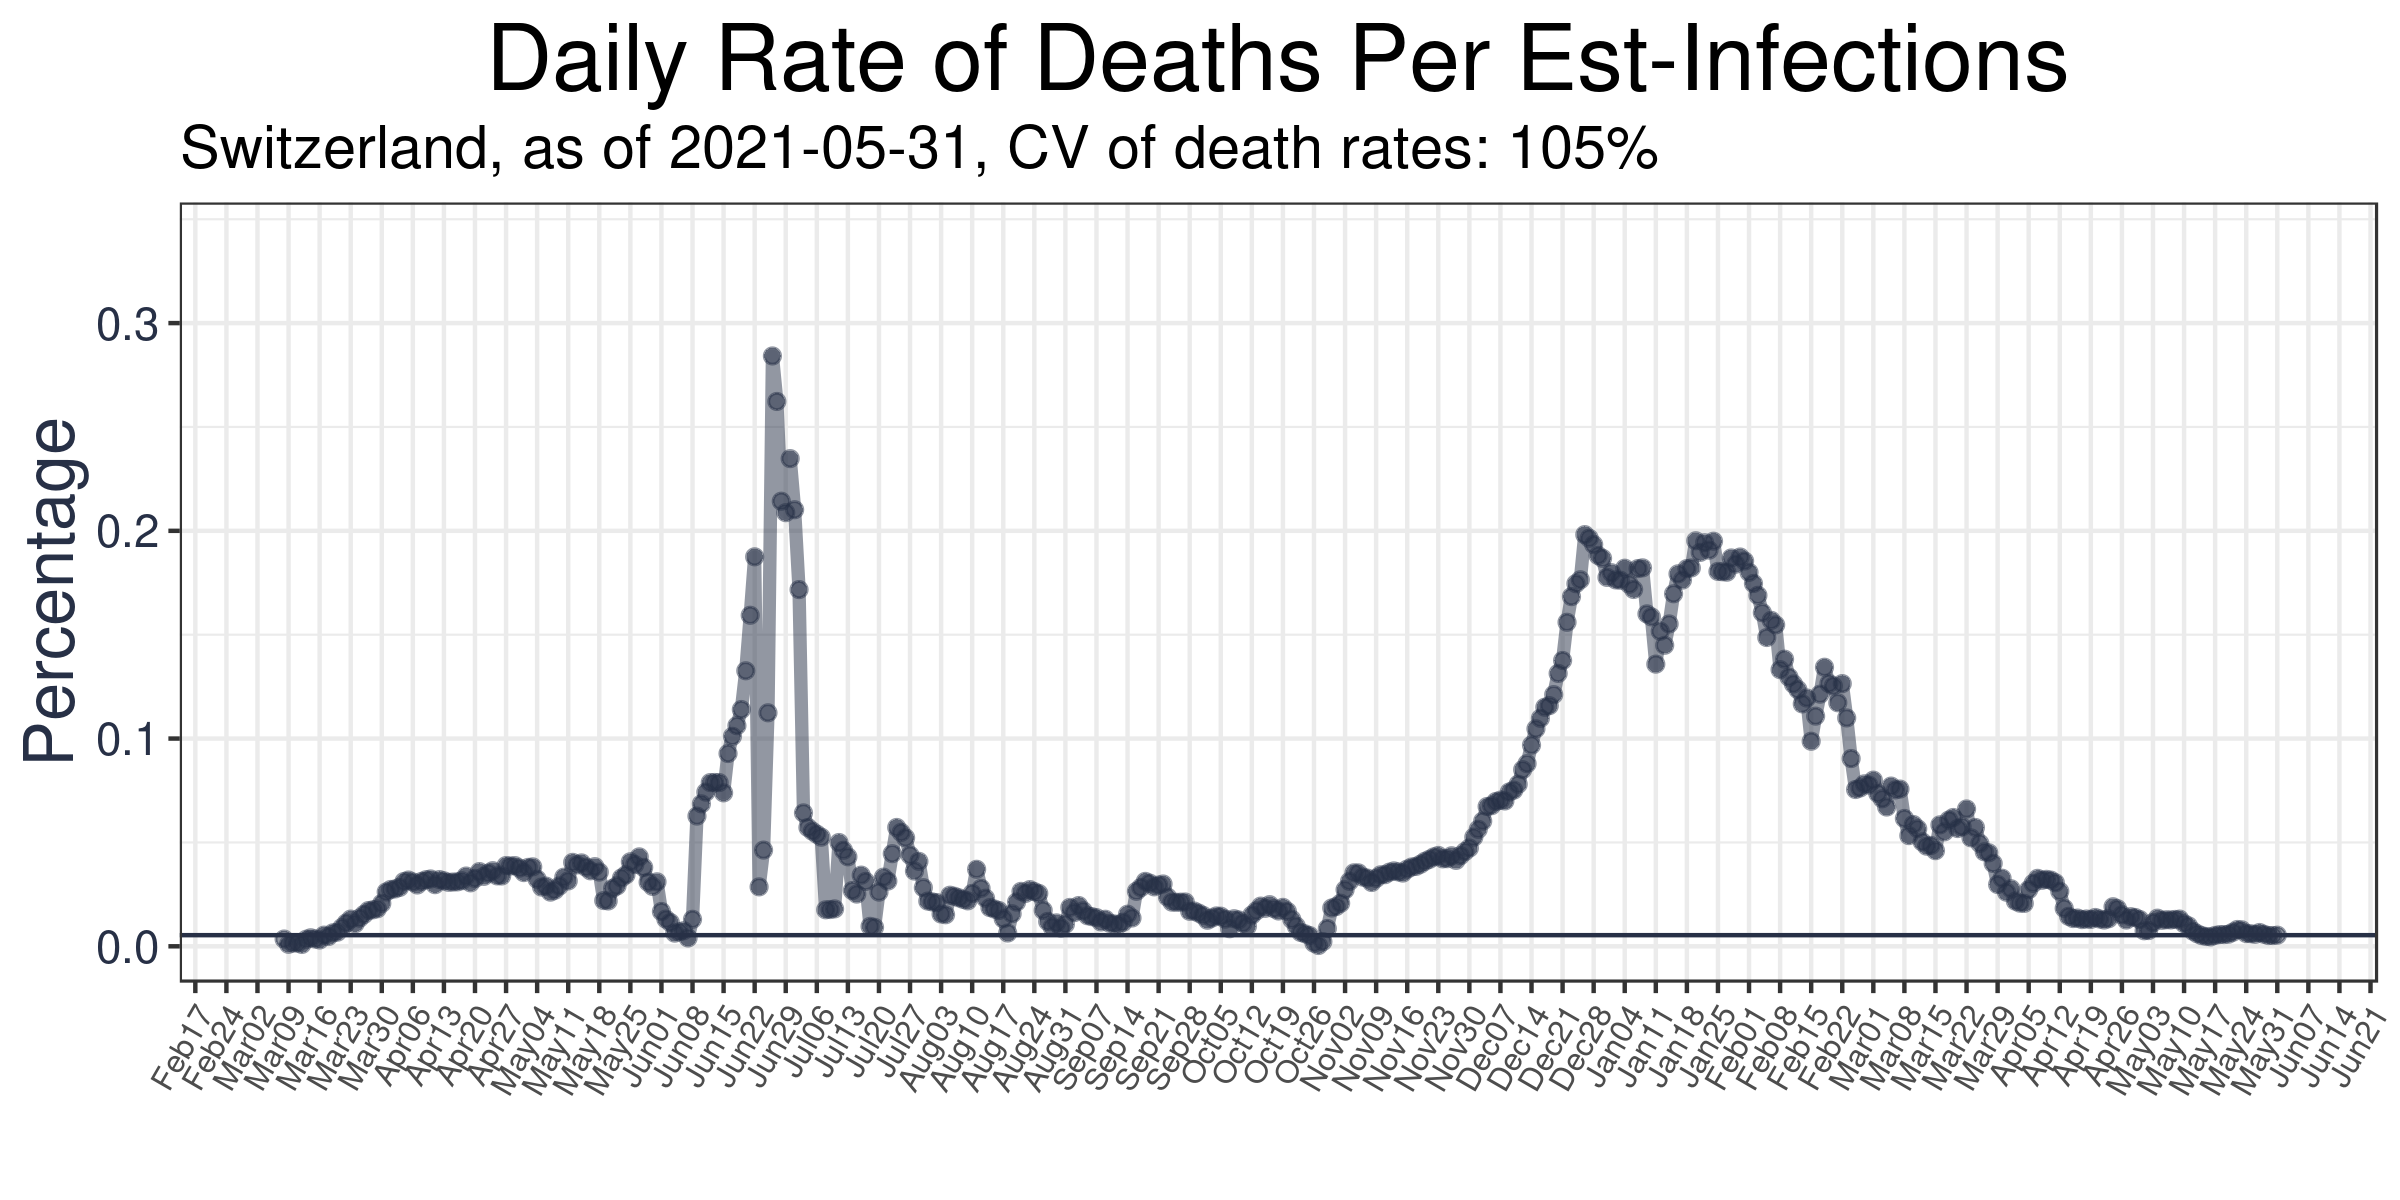 Daily Rate of Deaths Per Est-Infections
Switzerland, as of 2021-05-31, CV of death rates: 105%
Percentage
0.3
0.2
0.1
0.0
Feb17
Feb24
Mar02
Mar09
Mar16
Mar23
Mar30
Apr06
Apr13
Apr20
Apr27
May04
May11
May18
May25
Jun01
Jun08
Jun15
Jun22
Jun29
Jul06
Jul13
Jul20
Jul27
Aug03
Aug10
Aug17
Aug24
Aug31
Sep07
Sep14
Sep21
Sep28
Oct05
Oct12
Oct19
Oct26
Nov02
Nov09
Nov16
Nov23
Nov30
Dec07
Dec14
Dec21
Dec28
Jan04
Jan11
Jan18
Jan25
Feb01
Feb08
Feb15
Feb22
Mar01
Mar08
Mar15
Mar22
Mar29
Apr05
Apr12
Apr19
Apr26
May03
May10
May17
May24
May31
Jun07
Jun14
Jun21